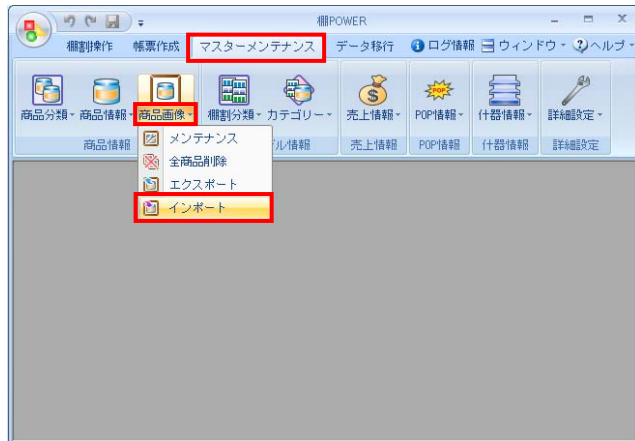 棚POWER
棚割操作 帳票作成 マスターメンテナンス データ移行 ログ情報 ウィンドウ ヘルプ
商品分類 商品情報 商品画像 棚割分類 カテゴリー 売上情報 POP情報 什器情報 詳細設定
商品情報 ル情報 売上情報 POP情報 什器情報 詳細設定
メンテナンス
全商品削除
エクスポート
インポート